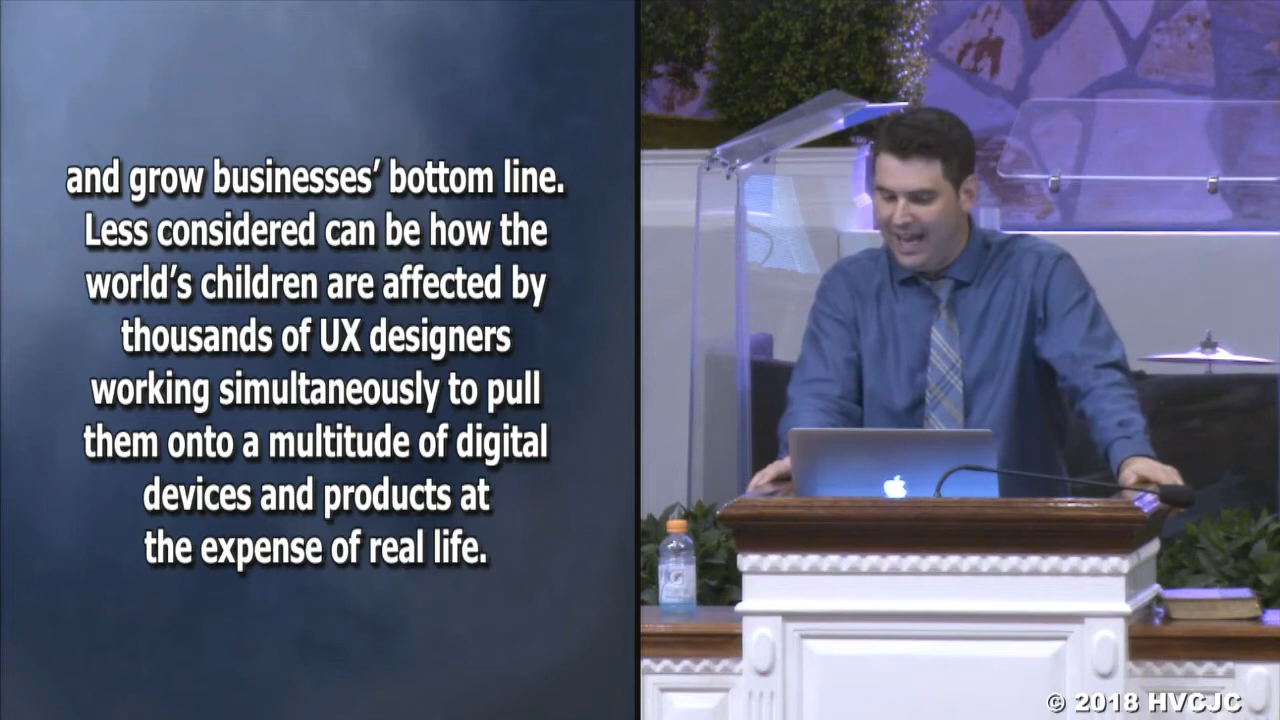 and grow businesses’ bottom line.
Less considered can be how the
world’s children are affected by
thousands of UX designers
working simultaneously to pull
them onto a multitude of digital
devices and products at
the expense of real life.
© 2018 HVCJC